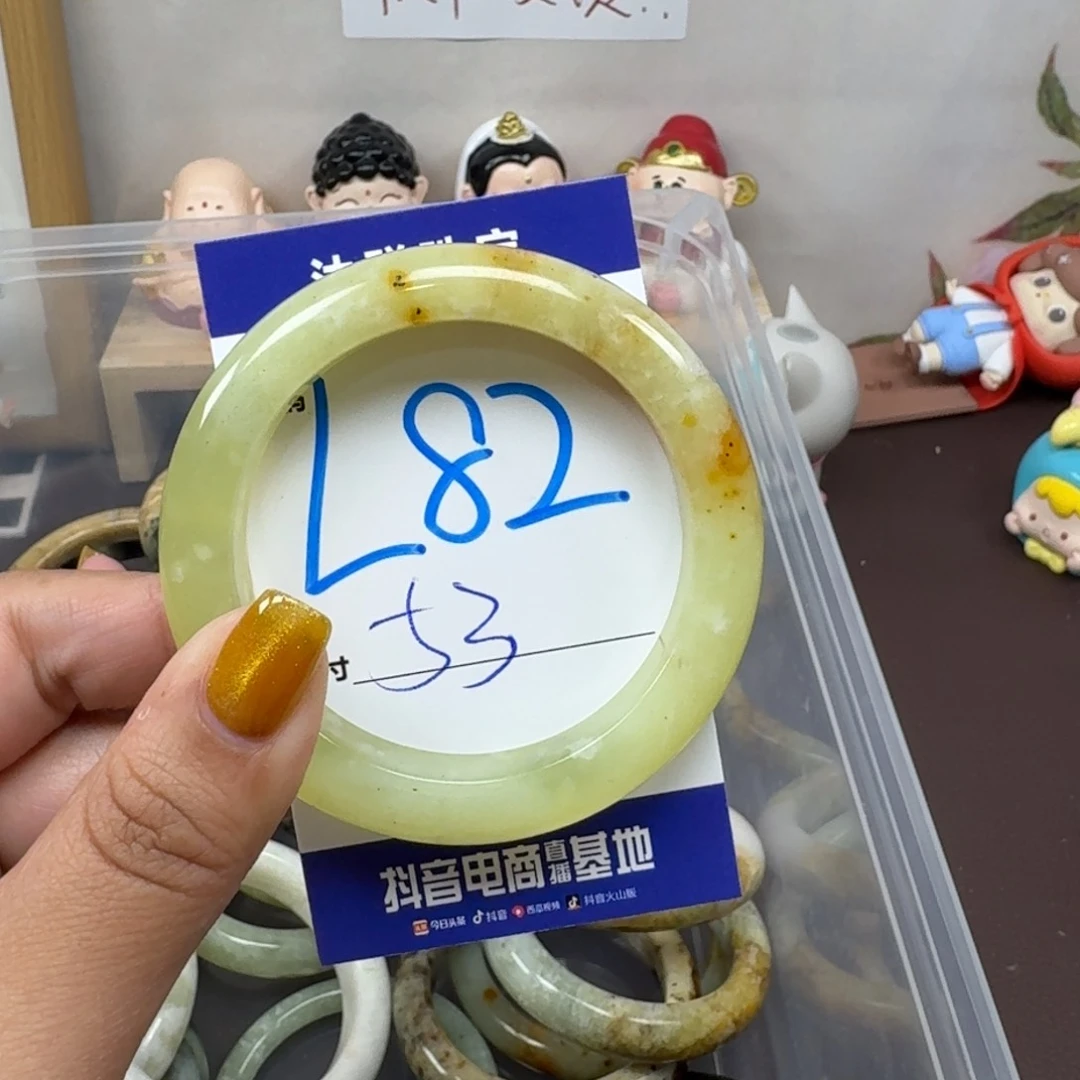 L82
寸 53
抖音电商直播基地
今日头条 抖音 西瓜视频 抖音火山版